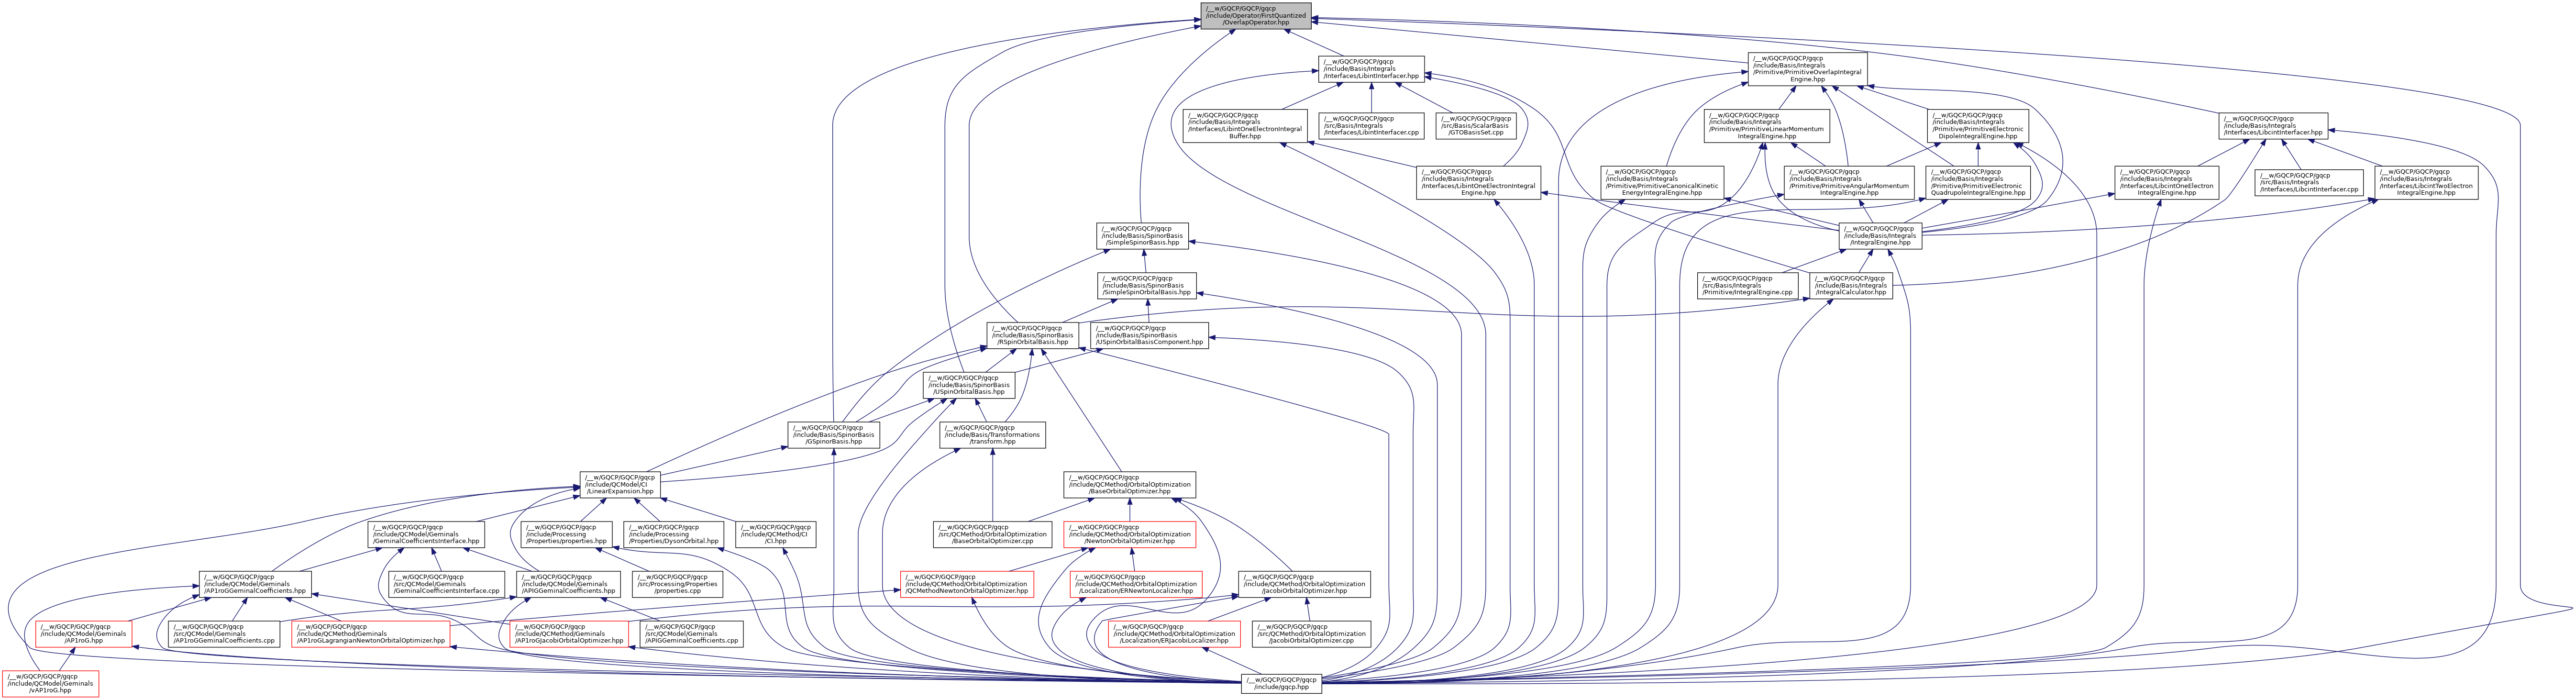 /__w/GQCP/GQCP/gqcp
/include/Operator/FirstQuantized
/OverlapOperator.hpp
/__w/GQCP/GQCP/gqcp
/include/Basis/Integrals
/Interfaces/LibintInterfacer.hpp
/__w/GQCP/GQCP/gqcp
/include/Basis/Integrals
/Primitive/PrimitiveOverlapIntegral
Engine.hpp
/__w/GQCP/GQCP/gqcp
/include/Basis/Integrals
/Interfaces/LibintOneElectronIntegral
Buffer.hpp
/__w/GQCP/GQCP/gqcp
/src/Basis/Integrals
/Interfaces/LibintInterfacer.cpp
/__w/GQCP/GQCP/gqcp
/src/Basis/ScalarBasis
/GTOBasisSet.cpp
/__w/GQCP/GQCP/gqcp
/include/Basis/Integrals
/Primitive/PrimitiveLinearMomentum
IntegralEngine.hpp
/__w/GQCP/GQCP/gqcp
/include/Basis/Integrals
/Primitive/PrimitiveElectronic
DipoleIntegralEngine.hpp
/__w/GQCP/GQCP/gqcp
/include/Basis/Integrals
/Interfaces/LibcintInterfacer.hpp
/__w/GQCP/GQCP/gqcp
/include/Basis/Integrals
/Interfaces/LibintOneElectronIntegral
Engine.hpp
/__w/GQCP/GQCP/gqcp
/include/Basis/Integrals
/Primitive/PrimitiveCanonicalKinetic
EnergyIntegralEngine.hpp
/__w/GQCP/GQCP/gqcp
/include/Basis/Integrals
/Primitive/PrimitiveAngularMomentum
IntegralEngine.hpp
/__w/GQCP/GQCP/gqcp
/include/Basis/Integrals
/Primitive/PrimitiveElectronic
QuadrupoleIntegralEngine.hpp
/__w/GQCP/GQCP/gqcp
/include/Basis/Integrals
/Interfaces/LibcintOneElectron
IntegralEngine.hpp
/__w/GQCP/GQCP/gqcp
/src/Basis/Integrals
/Interfaces/LibcintInterfacer.cpp
/__w/GQCP/GQCP/gqcp
/include/Basis/Integrals
/Interfaces/LibcintTwoElectron
IntegralEngine.hpp
/__w/GQCP/GQCP/gqcp
/include/Basis/SpinorBasis
/SimpleSpinorBasis.hpp
/__w/GQCP/GQCP/gqcp
/include/Basis/Integrals
/IntegralEngine.hpp
/__w/GQCP/GQCP/gqcp
/include/Basis/SpinorBasis
/SimpleSpinOrbitalBasis.hpp
/__w/GQCP/GQCP/gqcp
/src/Basis/Integrals
/Primitive/IntegralEngine.cpp
/__w/GQCP/GQCP/gqcp
/include/Basis/Integrals
/IntegralCalculator.hpp
/__w/GQCP/GQCP/gqcp
/include/Basis/SpinorBasis
/RSpinOrbitalBasis.hpp
/__w/GQCP/GQCP/gqcp
/include/Basis/SpinorBasis
/USpinOrbitalBasisComponent.hpp
/__w/GQCP/GQCP/gqcp
/include/Basis/SpinorBasis
/USpinOrbitalBasis.hpp
/__w/GQCP/GQCP/gqcp
/include/Basis/SpinorBasis
/GSpinorBasis.hpp
/__w/GQCP/GQCP/gqcp
/include/Basis/Transformations
/transform.hpp
/__w/GQCP/GQCP/gqcp
/include/QCModel/CI
/LinearExpansion.hpp
/__w/GQCP/GQCP/gqcp
/include/QCMethod/OrbitalOptimization
/BaseOrbitalOptimizer.hpp
/__w/GQCP/GQCP/gqcp
/include/QCModel/Geminals
/GeminalCoefficientsInterface.hpp
/__w/GQCP/GQCP/gqcp
/include/Processing
/Properties/properties.hpp
/__w/GQCP/GQCP/gqcp
/include/Processing
/Properties/DysonOrbital.hpp
/__w/GQCP/GQCP/gqcp
/include/QCMethod/CI
/CI.hpp
/__w/GQCP/GQCP/gqcp
/src/QCMethod/OrbitalOptimization
/BaseOrbitalOptimizer.cpp
/__w/GQCP/GQCP/gqcp
/include/QCMethod/OrbitalOptimization
/NewtonOrbitalOptimizer.hpp
/__w/GQCP/GQCP/gqcp
/include/QCModel/Geminals
/AP1roGGeminalCoefficients.hpp
/__w/GQCP/GQCP/gqcp
/src/QCModel/Geminals
/GeminalCoefficientsInterface.cpp
/__w/GQCP/GQCP/gqcp
/include/QCModel/Geminals
/APIGGeminalCoefficients.hpp
/__w/GQCP/GQCP/gqcp
/src/Processing/Properties
/properties.cpp
/__w/GQCP/GQCP/gqcp
/include/QCMethod/OrbitalOptimization
/QCMethodNewtonOrbitalOptimizer.hpp
/__w/GQCP/GQCP/gqcp
/include/QCMethod/OrbitalOptimization
/Localization/ERNewtonLocalizer.hpp
/__w/GQCP/GQCP/gqcp
/include/QCMethod/OrbitalOptimization
/JacobiOrbitalOptimizer.hpp
/__w/GQCP/GQCP/gqcp
/include/QCModel/Geminals
/AP1roG.hpp
/__w/GQCP/GQCP/gqcp
/src/QCModel/Geminals
/AP1roGGeminalCoefficients.cpp
/__w/GQCP/GQCP/gqcp
/include/QCMethod/Geminals
/AP1roGLagrangianNewtonOrbitalOptimizer.hpp
/__w/GQCP/GQCP/gqcp
/include/QCMethod/Geminals
/AP1roGJacobiOrbitalOptimizer.hpp
/__w/GQCP/GQCP/gqcp
/src/QCModel/Geminals
/APIGGeminalCoefficients.cpp
/__w/GQCP/GQCP/gqcp
/include/QCMethod/OrbitalOptimization
/Localization/ERJacobiLocalizer.hpp
/__w/GQCP/GQCP/gqcp
/src/QCMethod/OrbitalOptimization
/JacobiOrbitalOptimizer.cpp
/__w/GQCP/GQCP/gqcp
/include/QCModel/Geminals
/vAP1roG.hpp
/__w/GQCP/GQCP/gqcp
/include/gqcp.hpp